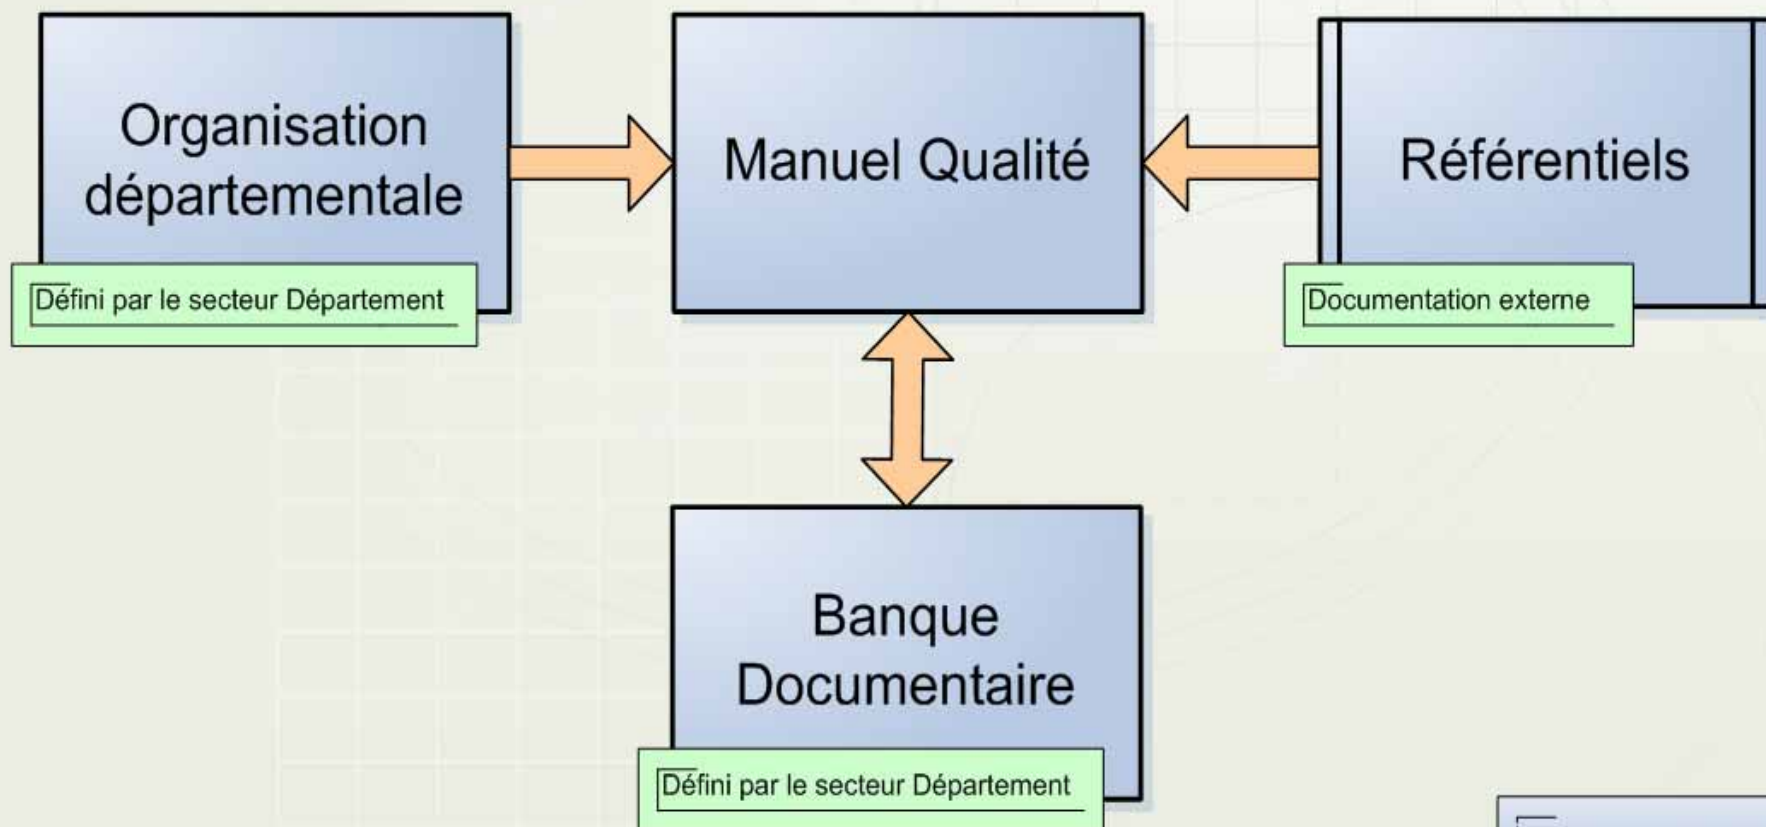 Organisation
départementale
Défini par le secteur Département
Manuel Qualité
Référentiels
Documentation externe
Banque
Documentaire
Défini par le secteur Département